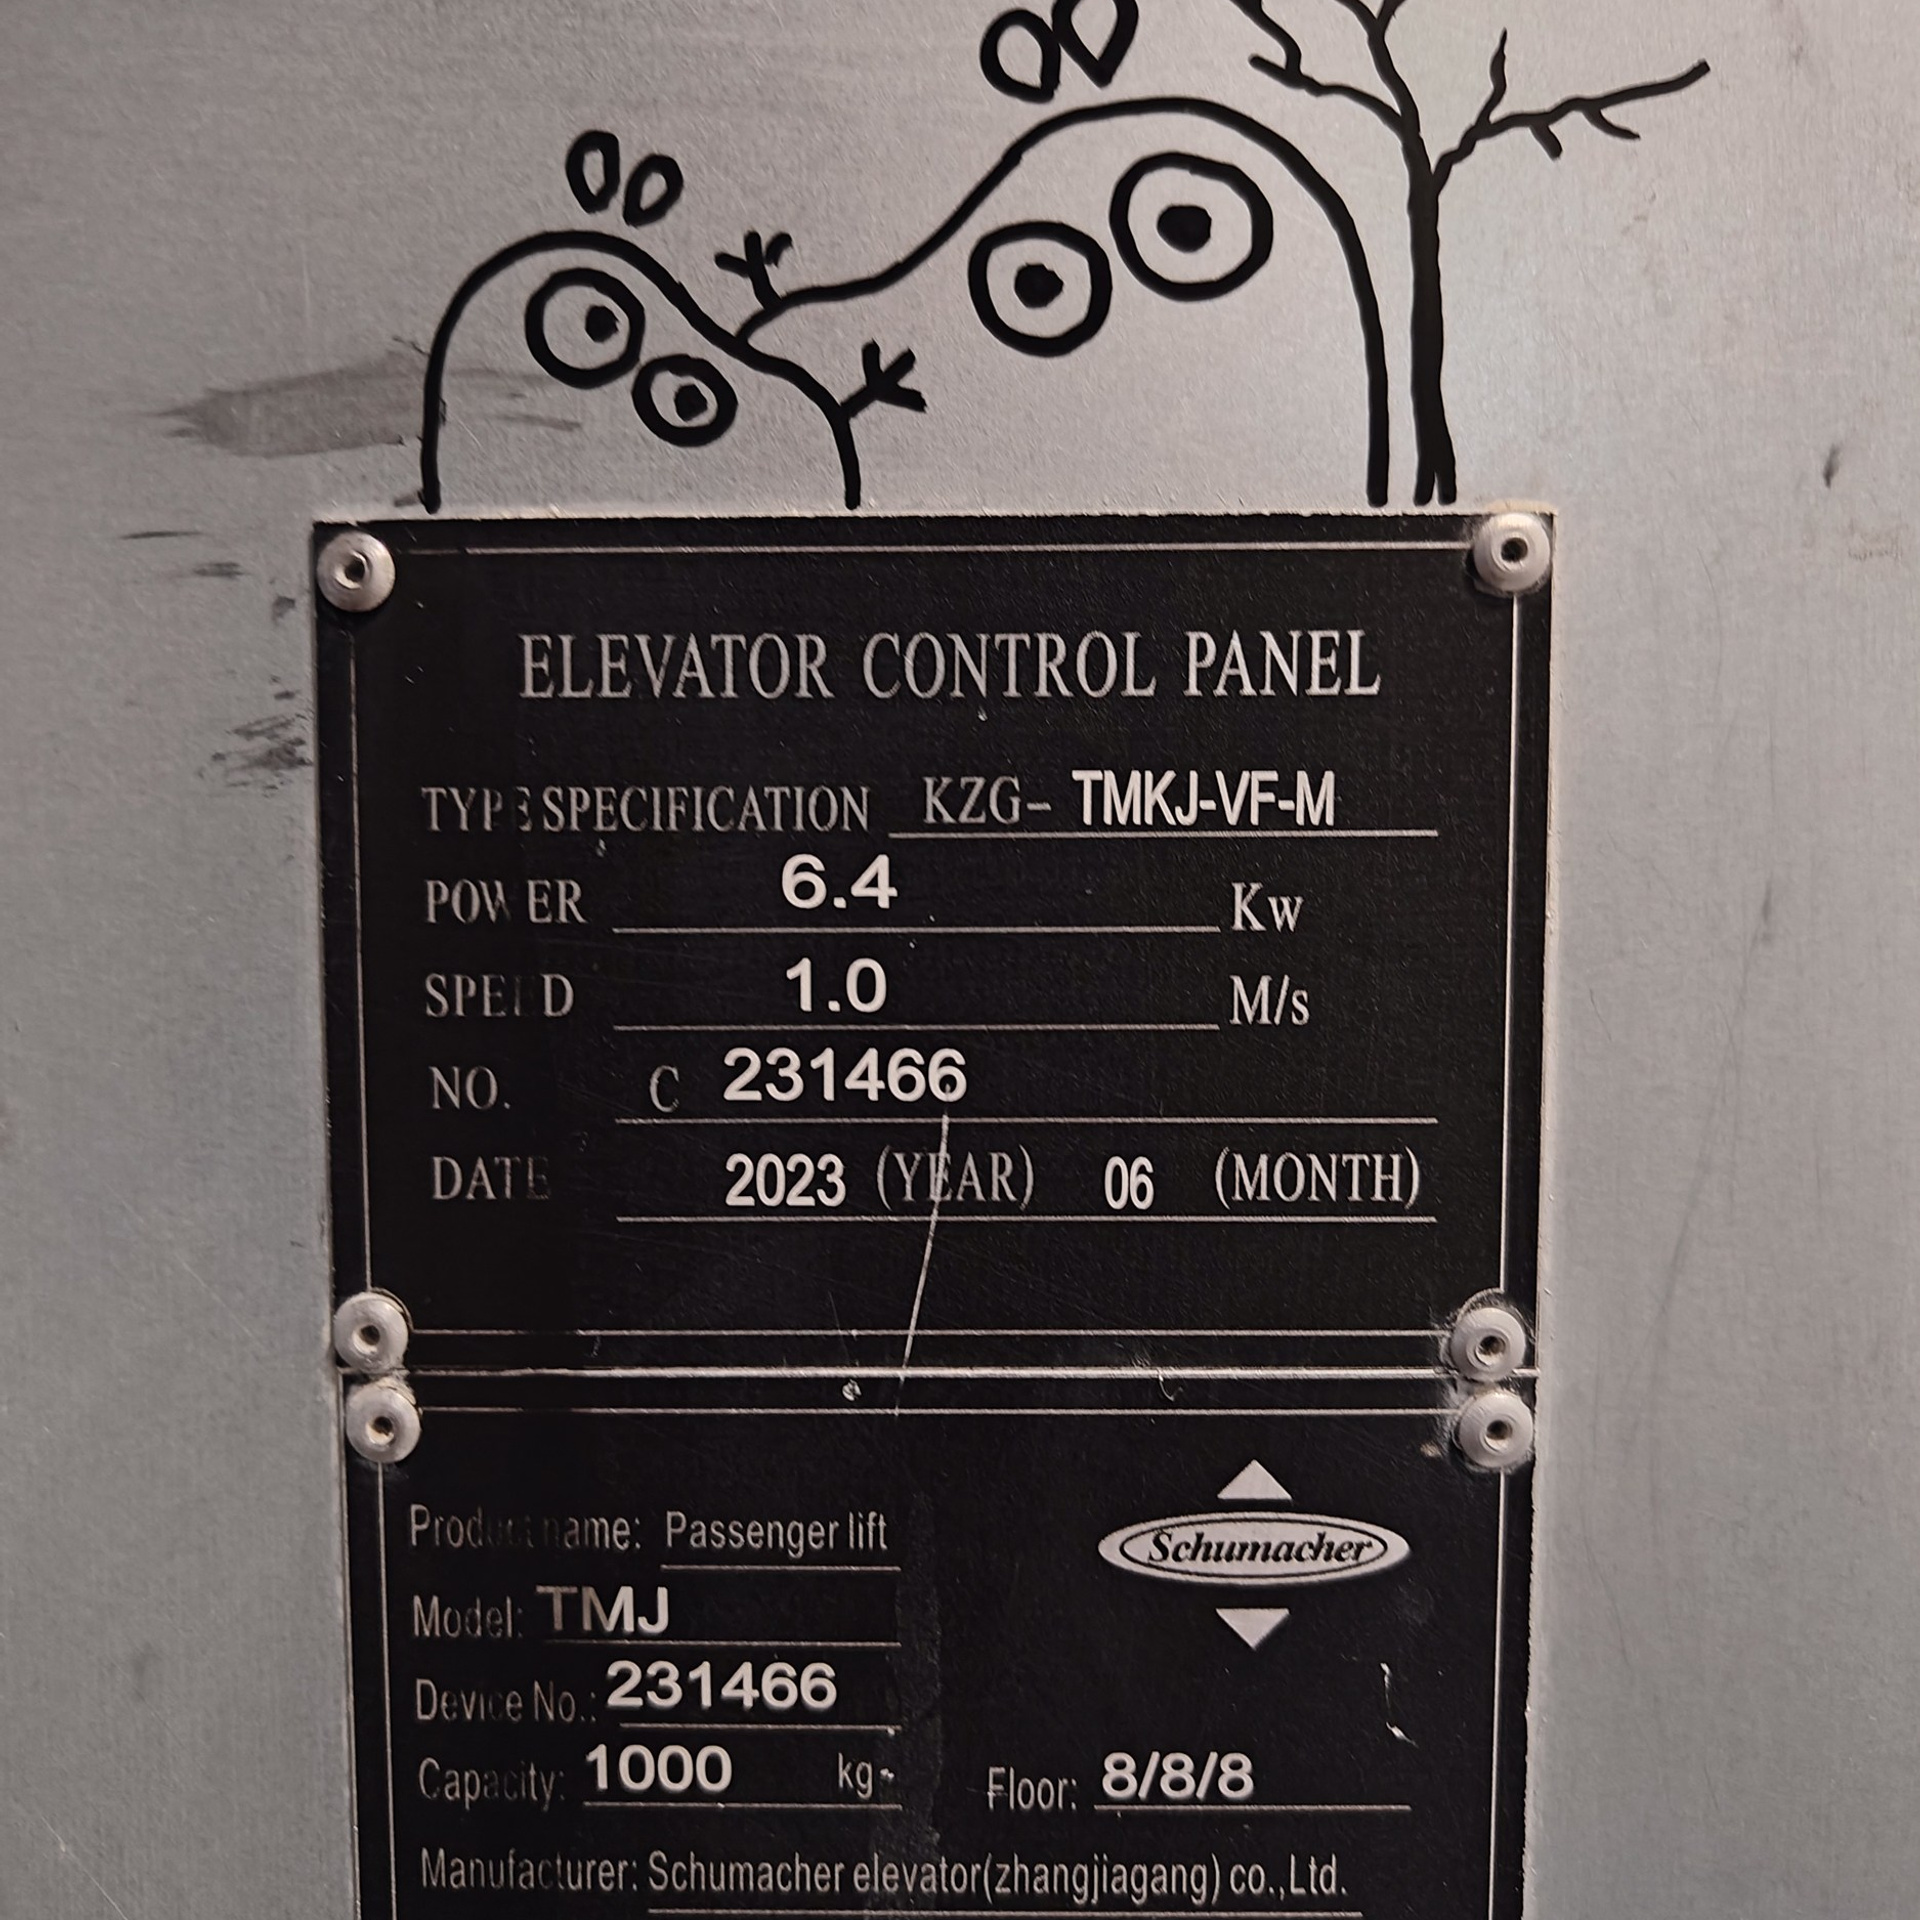 ELEVATOR CONTROL PANEL
TYPE SPECIFICATION KZG- TMKJ-VF-M
POWER 6.4 Kw
SPEED 1.0 M/s
NO. C 231466
DATE 2023 (YEAR) 06 (MONTH)
Schumacher
Product name: Passenger lift
Model: TMJ
Device No.: 231466
Capacity: 1000 kg Floor: 8/8/8
Manufacturer: Schumacher elevator(zhangjiagang) co.,Ltd.